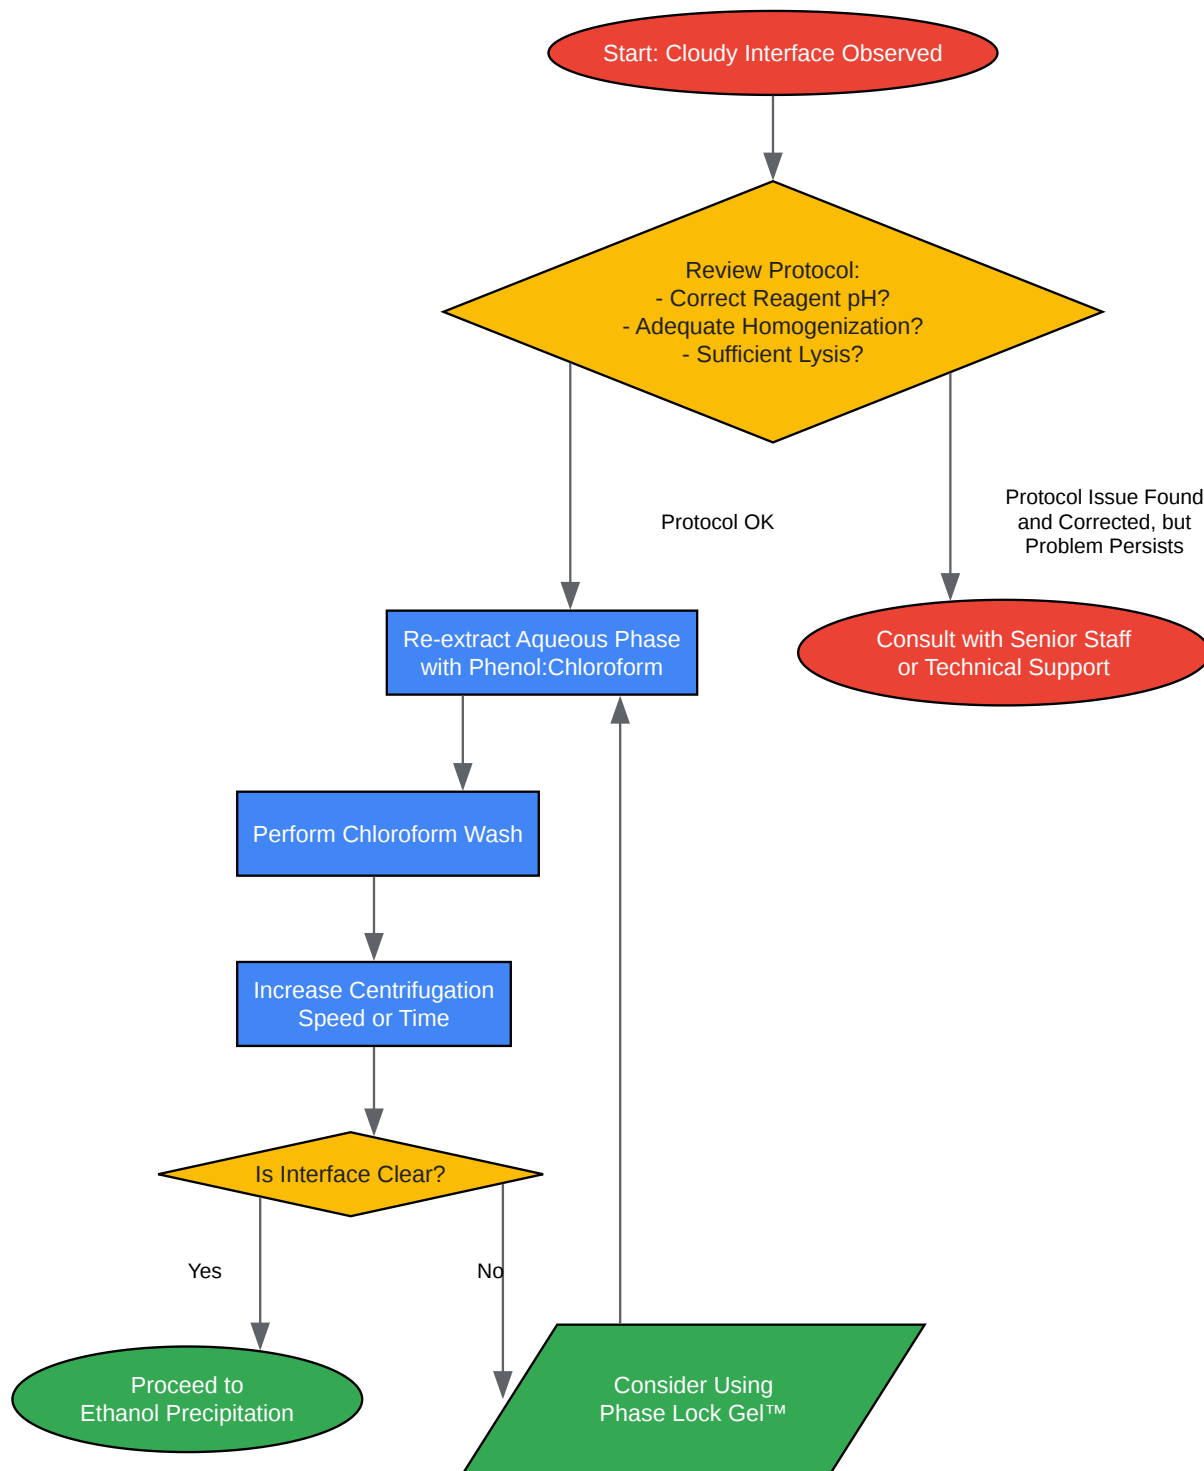 Start: Cloudy Interface Observed
Review Protocol:
- Correct Reagent pH?
- Adequate Homogenization?
- Sufficient Lysis?
Protocol OK
Protocol Issue Found
and Corrected, but
Problem Persists
Re-extract Aqueous Phase
with Phenol:Chloroform
Consult with Senior Staff
or Technical Support
Perform Chloroform Wash
Increase Centrifugation
Speed or Time
Is Interface Clear?
Yes
No
Proceed to
Ethanol Precipitation
Consider Using
Phase Lock Gel™